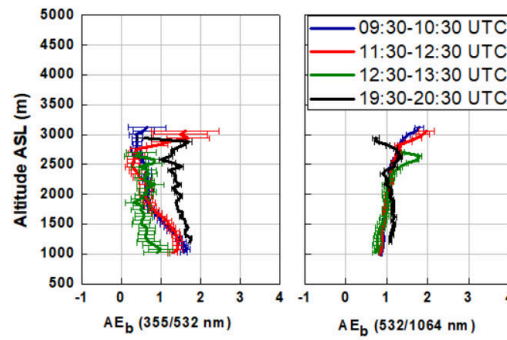 Altitude ASL (m)
5000
4500
4000
3500
3000
2500
2000
1500
1000
500
-1 0 1 2 3 4
AEb (355/532 nm)
09:30-10:30 UTC
11:30-12:30 UTC
12:30-13:30 UTC
19:30-20:30 UTC
-1 0 1 2 3 4
AEb (532/1064 nm)